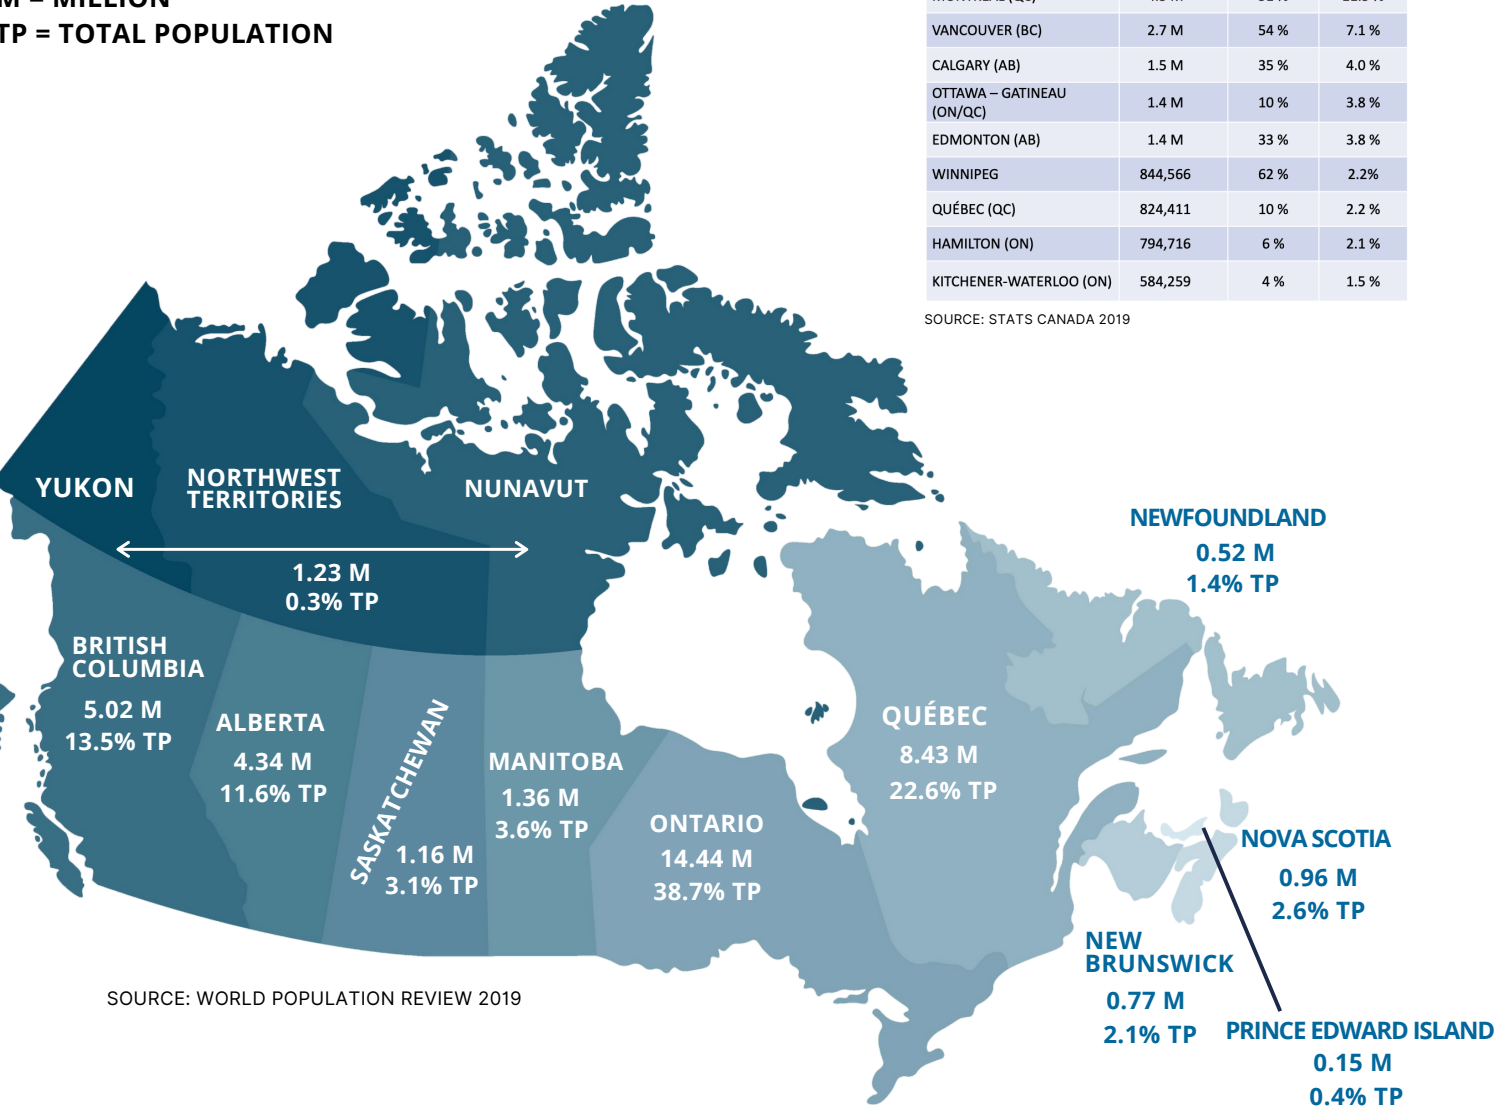 M = MILLION
TP = TOTAL POPULATION
VANCOUVER (BC) 2.7 M 54 % 7.1 %
CALGARY (AB) 1.5 M 35 % 4.0 %
OTTAWA – GATINEAU
(ON/QC) 1.4 M 10 % 3.8 %
EDMONTON (AB) 1.4 M 33 % 3.8 %
WINNIPEG 844,566 62 % 2.2%
QUÉBEC (QC) 824,411 10 % 2.2 %
HAMILTON (ON) 794,716 6 % 2.1 %
KITCHENER-WATERLOO (ON) 584,259 4 % 1.5 %
SOURCE: STATS CANADA 2019
YUKON
NORTHWEST
TERRITORIES
NUNAVUT
1.23 M
0.3% TP
NEWFOUNDLAND
0.52 M
1.4% TP
BRITISH
COLUMBIA
5.02 M
13.5% TP
ALBERTA
4.34 M
11.6% TP
SASKATCHEWAN
1.16 M
3.1% TP
MANITOBA
1.36 M
3.6% TP
ONTARIO
14.44 M
38.7% TP
QUÉBEC
8.43 M
22.6% TP
NOVA SCOTIA
0.96 M
2.6% TP
NEW
BRUNSWICK
0.77 M
2.1% TP
PRINCE EDWARD ISLAND
0.15 M
0.4% TP
SOURCE: WORLD POPULATION REVIEW 2019